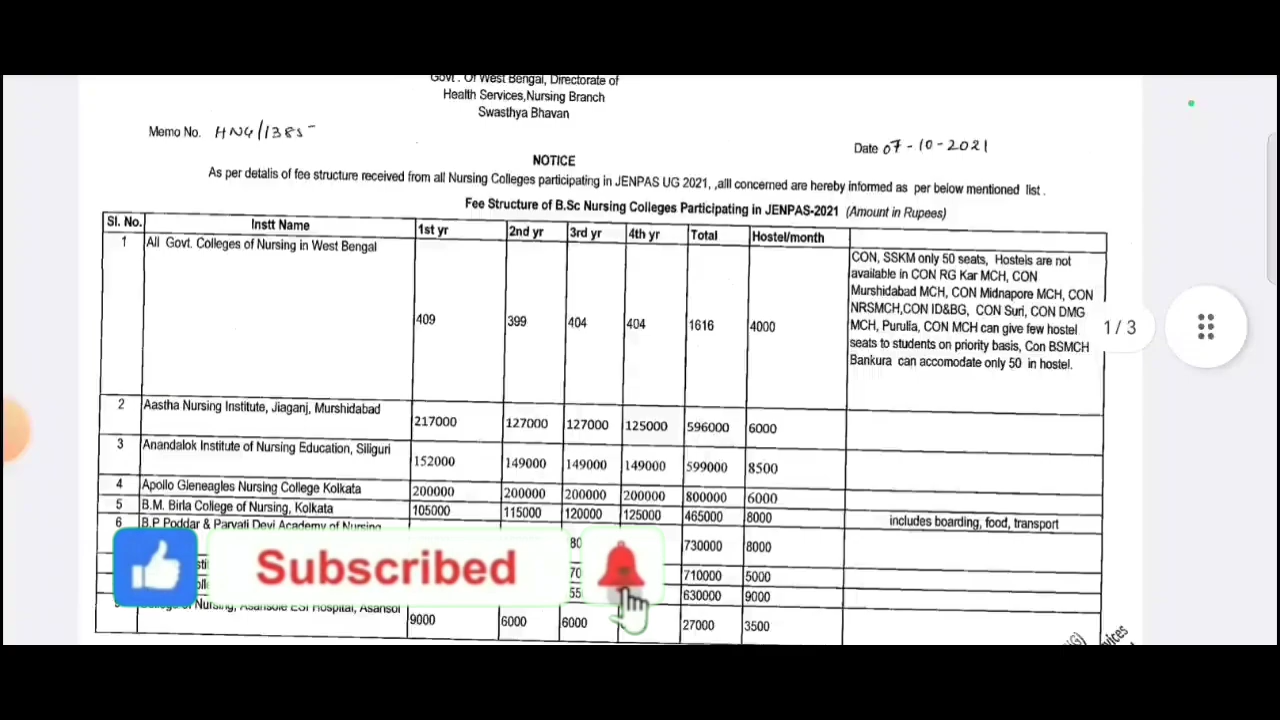 Govt . Of West Bengal, Directorate of
Health Services,Nursing Branch
Swasthya Bhavan
Memo No. HNG/1385
Date 07-10-2021
NOTICE
As per detalis of fee structure received from all Nursing Colleges participating in JENPAS UG 2021, ,alll concerned are hereby informed as per below mentioned list .
Fee Structure of B.Sc Nursing Colleges Participating in JENPAS-2021 (Amount in Rupees)
Sl. No. Instt Name 1st yr 2nd yr 3rd yr 4th yr Total Hostel/month
1 All Govt. Colleges of Nursing in West Bengal 409 399 404 404 1616 4000
CON, SSKM only 50 seats, Hostels are not
available in CON RG Kar MCH, CON
Murshidabad MCH, CON Midnapore MCH, CON
NRSMCH,CON ID&BG, CON Suri, CON DMG
MCH, Purulia, CON MCH can give few hostel
seats to students on priority basis, Con BSMCH
Bankura can accomodate only 50 in hostel.
1 / 3
2 Aastha Nursing Institute, Jiaganj, Murshidabad 217000 127000 127000 125000 596000 6000
3 Anandalok Institute of Nursing Education, Siliguri 152000 149000 149000 149000 599000 8500
4 Apollo Gleneagles Nursing College Kolkata 200000 200000 200000 200000 800000 6000
5 B.M. Birla College of Nursing, Kolkata 105000 115000 120000 125000 465000 8000 includes boarding, food, transport
6 B.P Poddar & Parvati Devi Academy of Nursing 80 730000 8000
70 710000 5000
55 630000 9000
Nursing, Asansole ESI Hospital, Asansol 9000 6000 6000 27000 3500
Subscribed